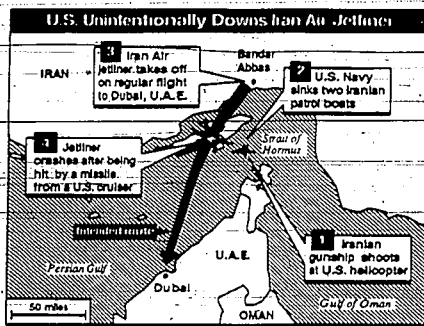 U.S. Unintentionally Downs Iran Air Jetliner
3 Iran Air
jetliner takes off
on regular flight
to Dubai, U.A.E.
Bandar
Abbas
IRAN
2 U.S. Navy
sinks two Iranian
patrol boats
Strait of
Hormuz
4 Jetliner
crashes after being
hit by a missile
from a U.S. cruiser
Intended route
1 Iranian
gunship shoots
at U.S. helicopter
U.A.E.
Persian Gulf
Dubai
50 miles
OMAN
Gulf of Oman